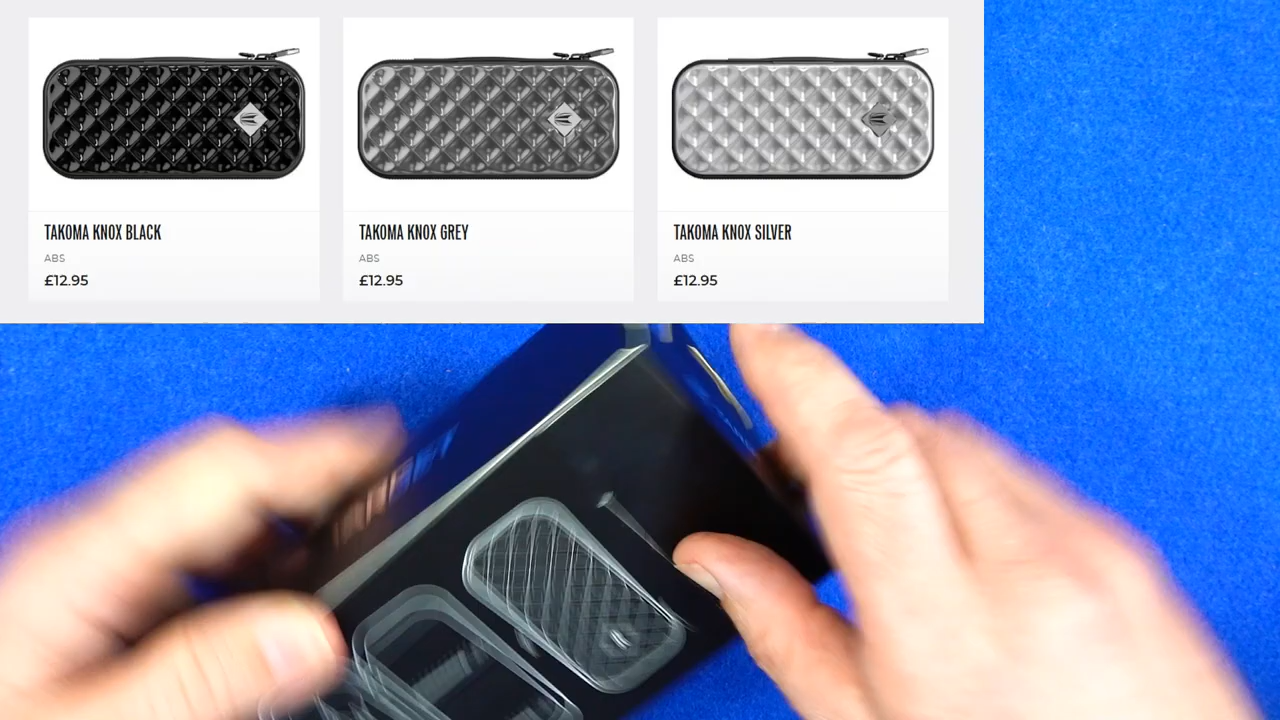 TAKOMA KNOX BLACK
ABS
£12.95
TAKOMA KNOX GREY
ABS
£12.95
TAKOMA KNOX SILVER
ABS
£12.95